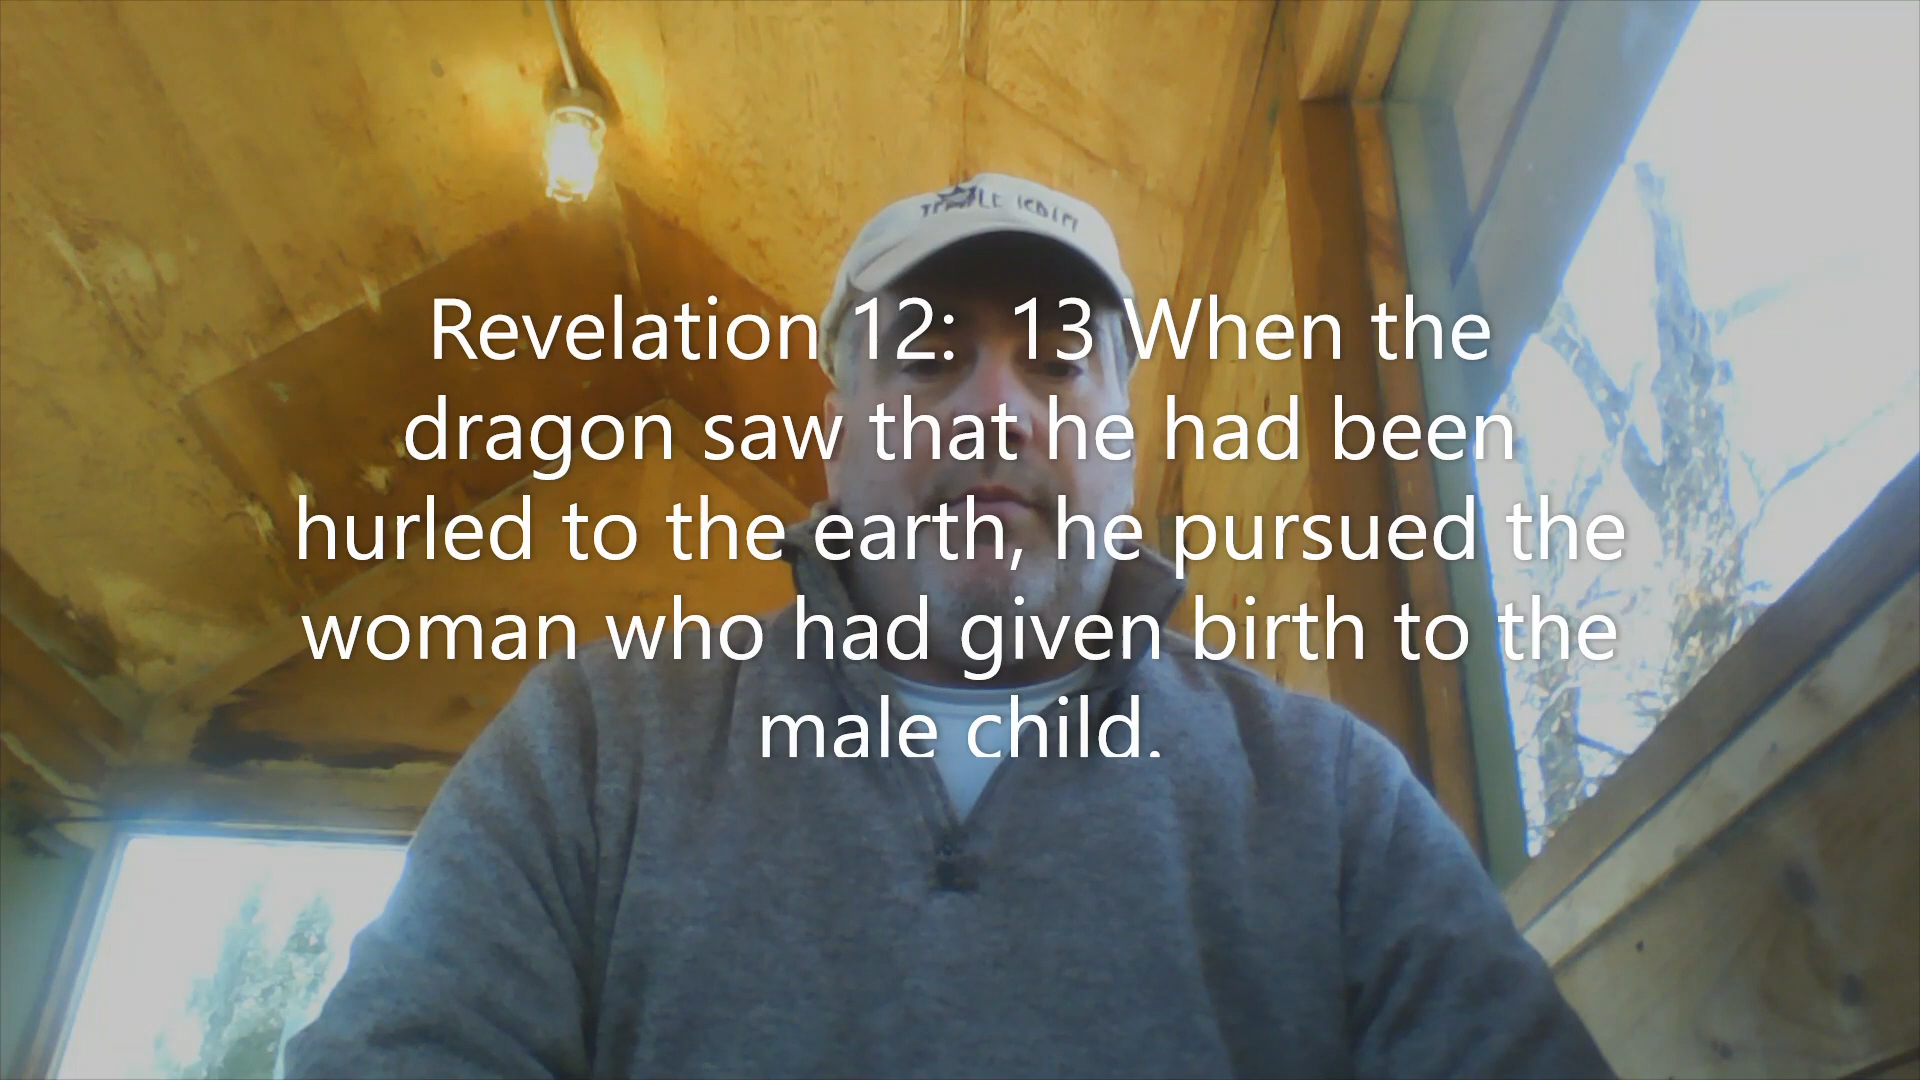 Revelation 12:  13 When the
dragon saw that he had been
hurled to the earth, he pursued the
woman who had given birth to the
male child.